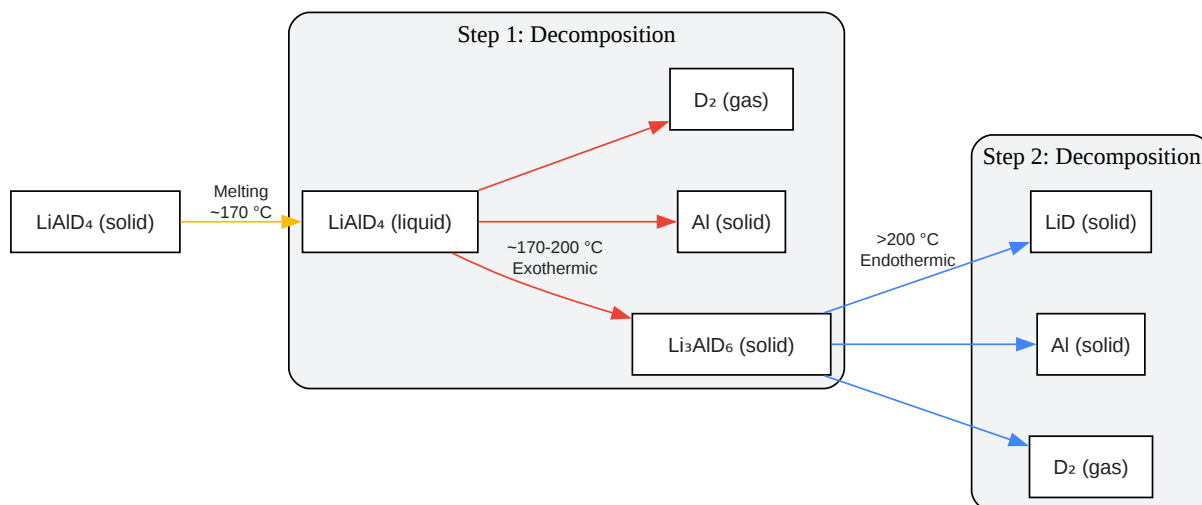 Step 1: Decomposition
D₂ (gas)
Step 2: Decomposition
Melting
~170 °C
LiAlD₄ (solid)
LiAlD₄ (liquid)
Al (solid)
LiD (solid)
~170-200 °C
Exothermic
>200 °C
Endothermic
Li₃AlD₆ (solid)
Al (solid)
D₂ (gas)